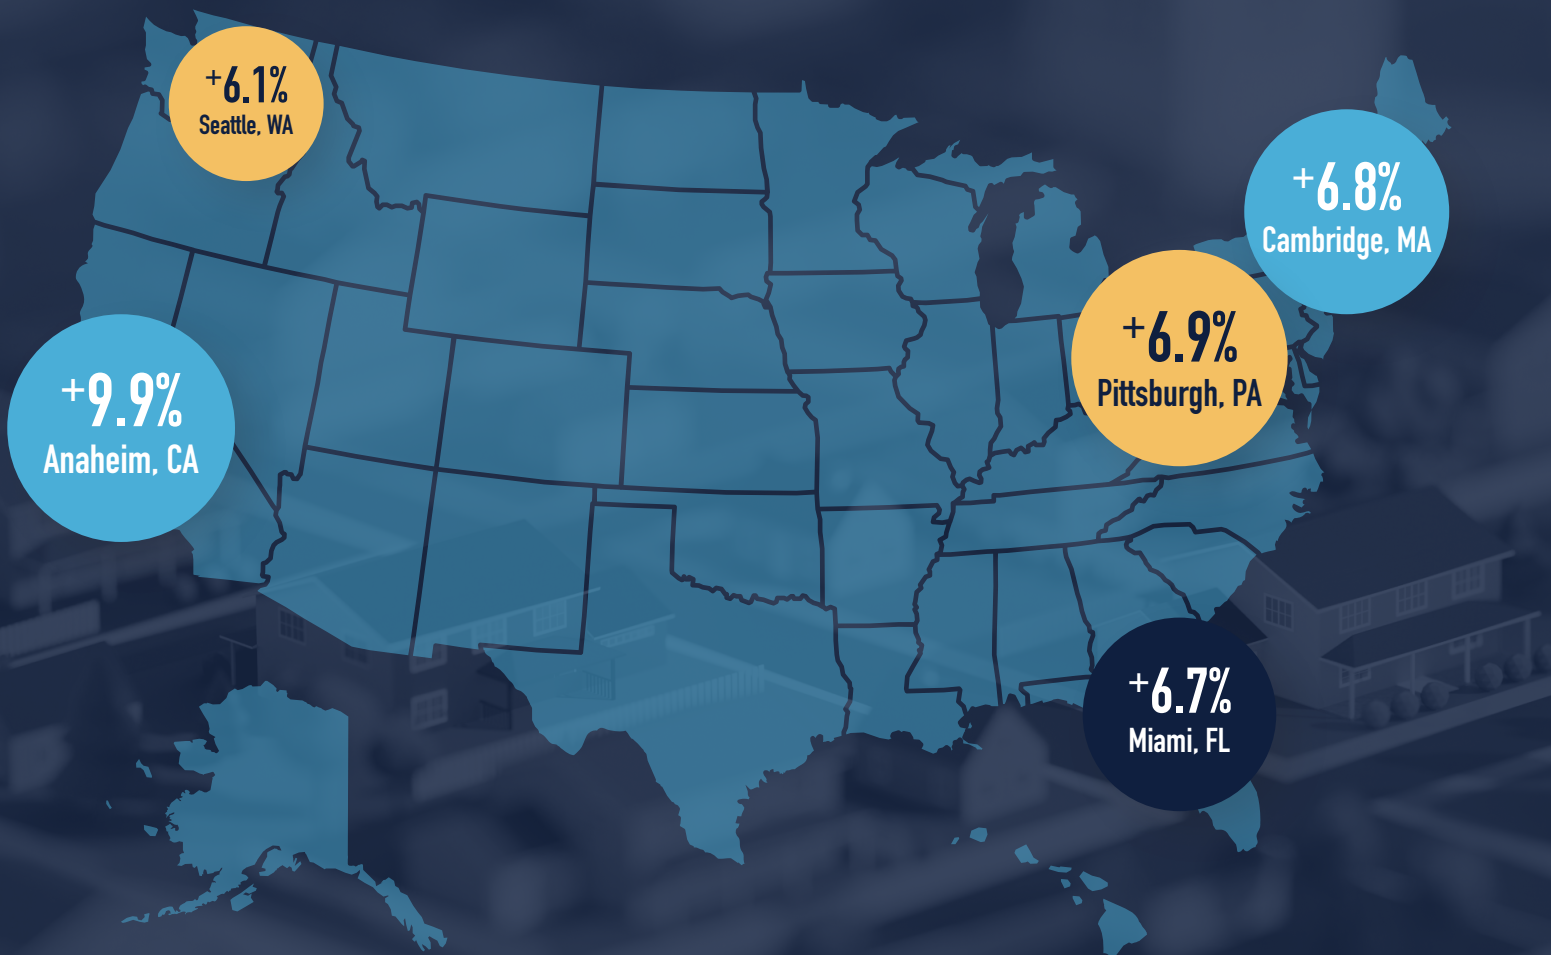 +6.1%
Seattle, WA
+6.8%
Cambridge, MA
+6.9%
Pittsburgh, PA
+9.9%
Anaheim, CA
+6.7%
Miami, FL